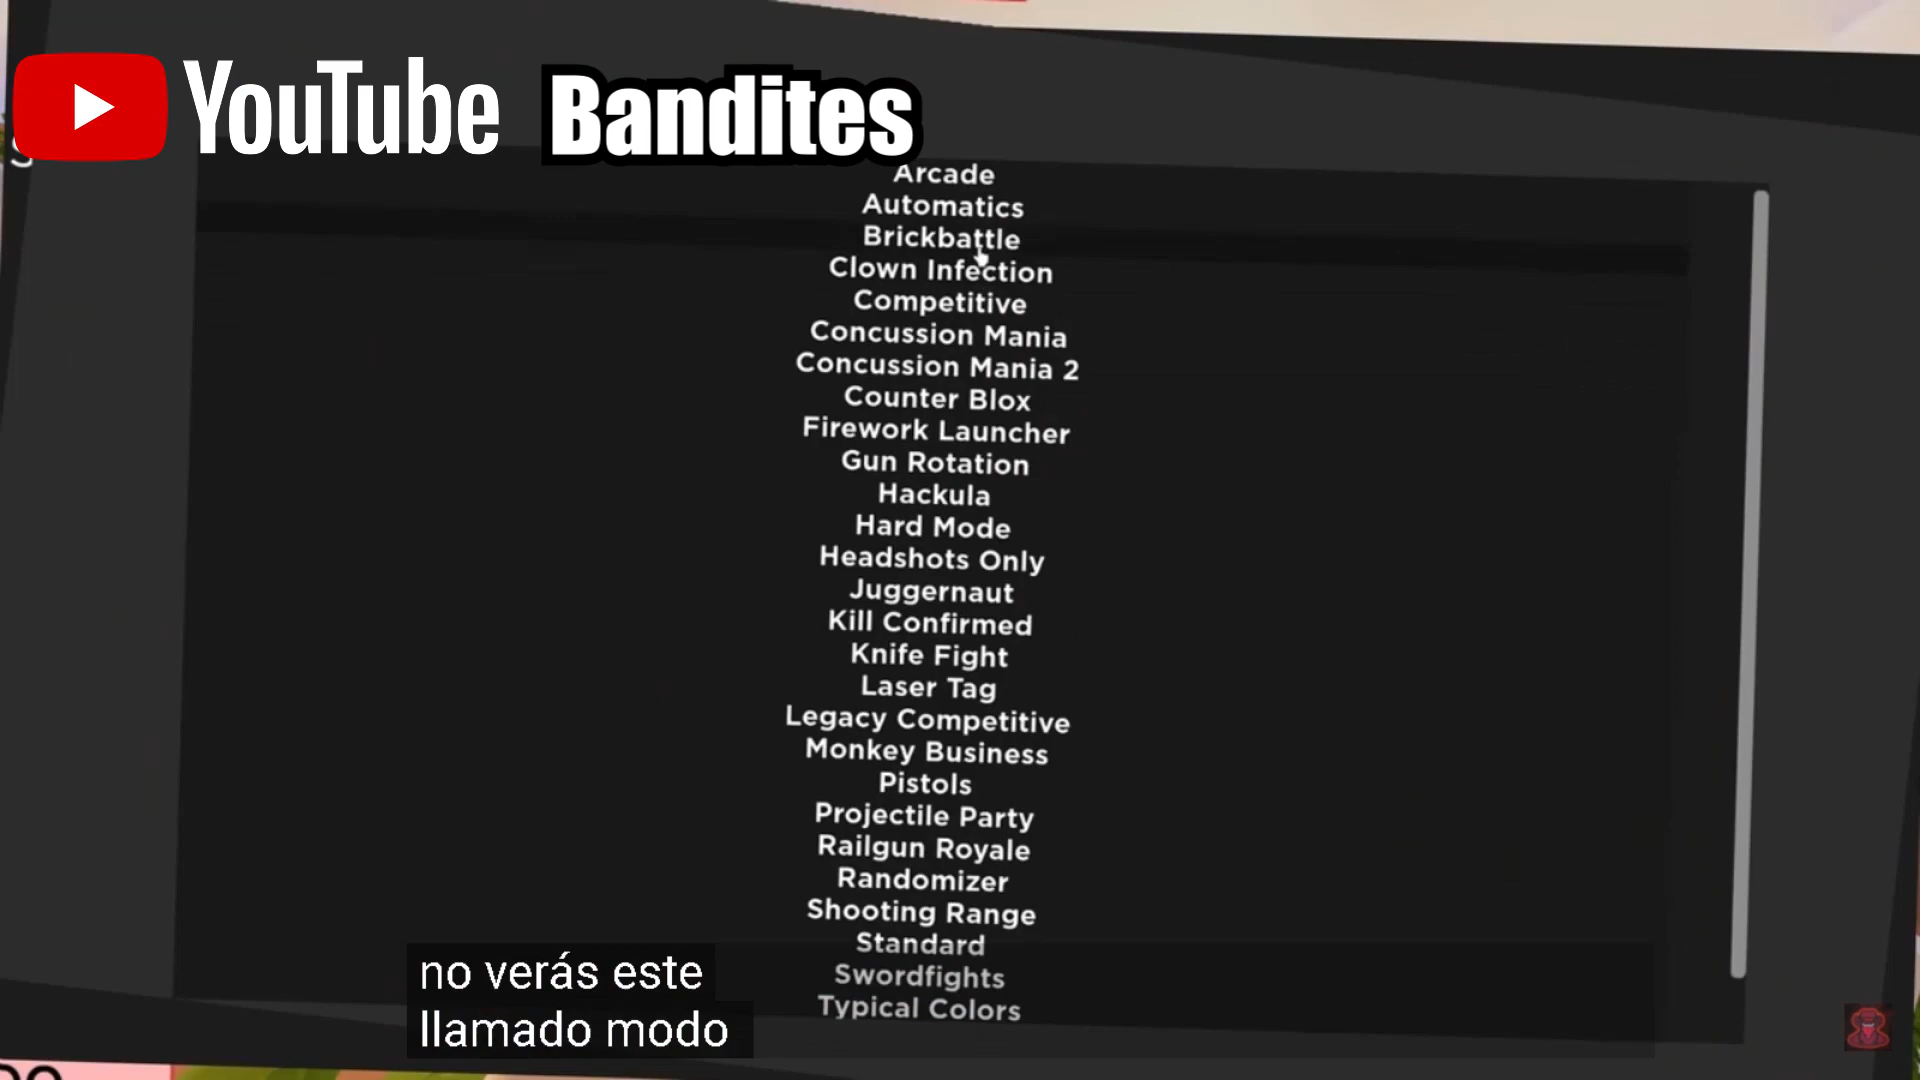 YouTube Bandites
Arcade
Automatics
Brickbattle
Clown Infection
Competitive
Concussion Mania
Concussion Mania 2
Counter Blox
Firework Launcher
Gun Rotation
Hackula
Hard Mode
Headshots Only
Juggernaut
Kill Confirmed
Knife Fight
Laser Tag
Legacy Competitive
Monkey Business
Pistols
Projectile Party
Railgun Royale
Randomizer
Shooting Range
Standard
Swordfights
Typical Colors
no verás este
llamado modo